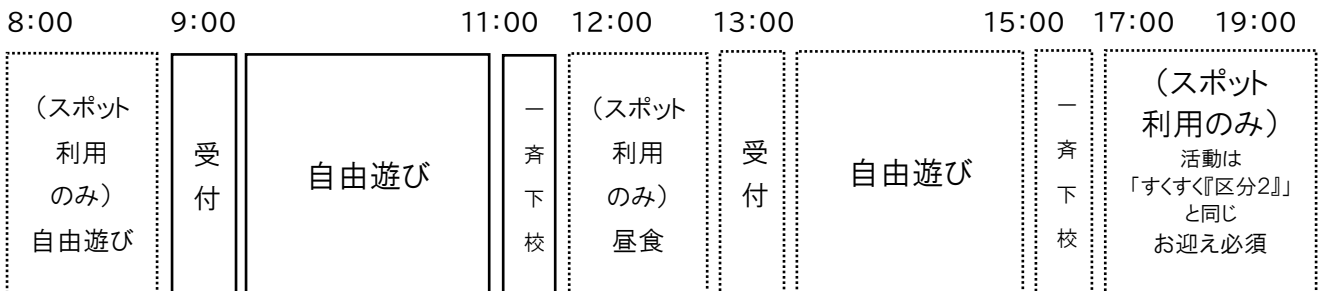 8:00 9:00 11:00 12:00 13:00 15:00 17:00 19:00
(スポット
利用
のみ)
自由遊び
受
付
自由遊び
一
斉
下
校
(スポット
利用
のみ)
昼食
受
付
自由遊び
一
斉
下
校
(スポット
利用のみ)
活動は
「すくすく『区分2』」
と同じ
お迎え必須